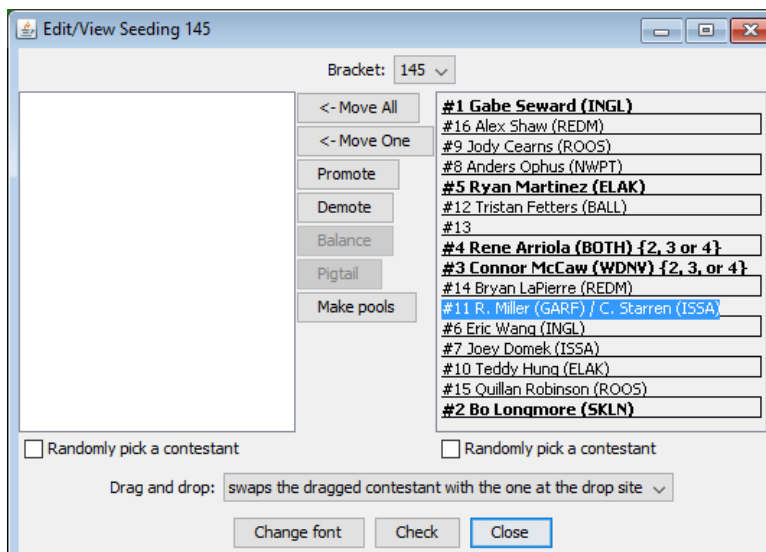 Edit/View Seeding 145
Bracket: 145
<- Move All
<- Move One
Promote
Demote
Balance
Pigtail
Make pools
#1 Gabe Seward (INGL)
#16 Alex Shaw (REDM)
#9 Jody Cearns (ROOS)
#8 Anders Ophus (NWPT)
#5 Ryan Martinez (ELAK)
#12 Tristan Fetters (BALL)
#13
#4 Rene Arriola (BOTH) {2, 3 or 4}
#3 Connor McCaw (WDNV) {2, 3, or 4}
#14 Bryan LaPierre (REDM)
#11 R. Miller (GARF) / C. Starren (ISSA)
#6 Eric Wang (INGL)
#7 Joey Domek (ISSA)
#10 Teddy Hung (ELAK)
#15 Quillan Robinson (ROOS)
#2 Bo Longmore (SKLN)
Randomly pick a contestant
Randomly pick a contestant
Drag and drop: swaps the dragged contestant with the one at the drop site
Change font
Check
Close